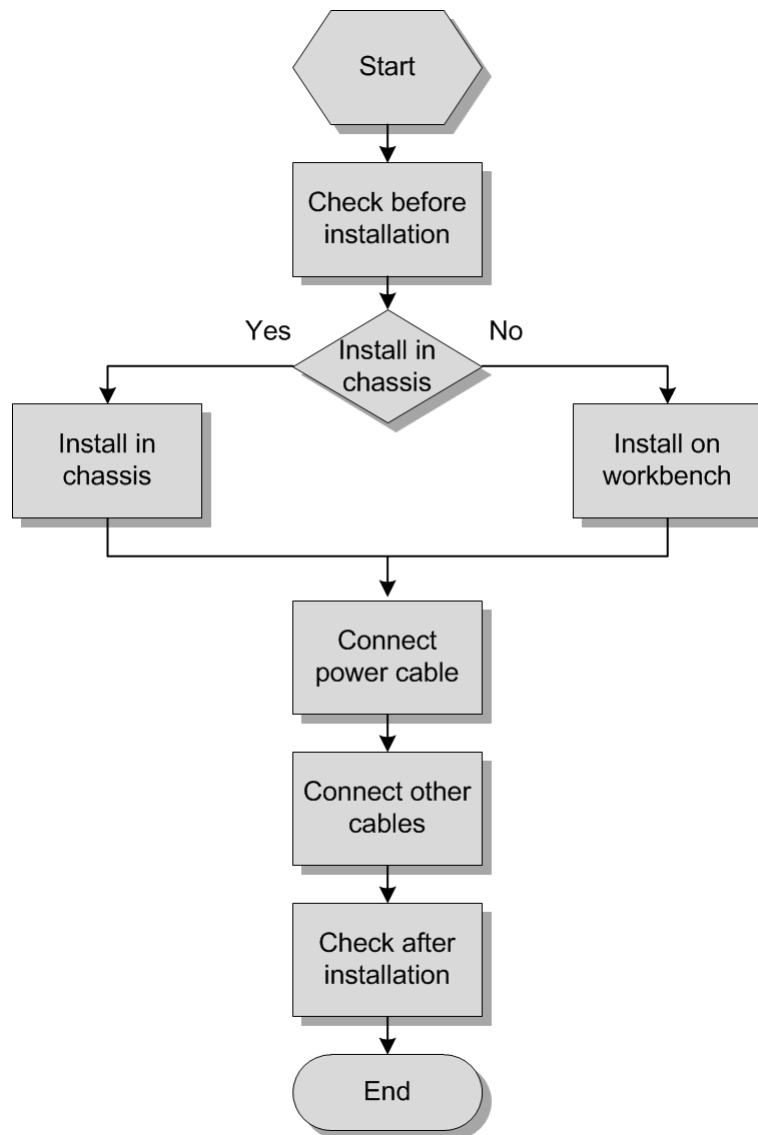 Start
Check before
installation
Yes
No
Install in
chassis
Install in
chassis
Install on
workbench
Connect
power cable
Connect other
cables
Check after
installation
End